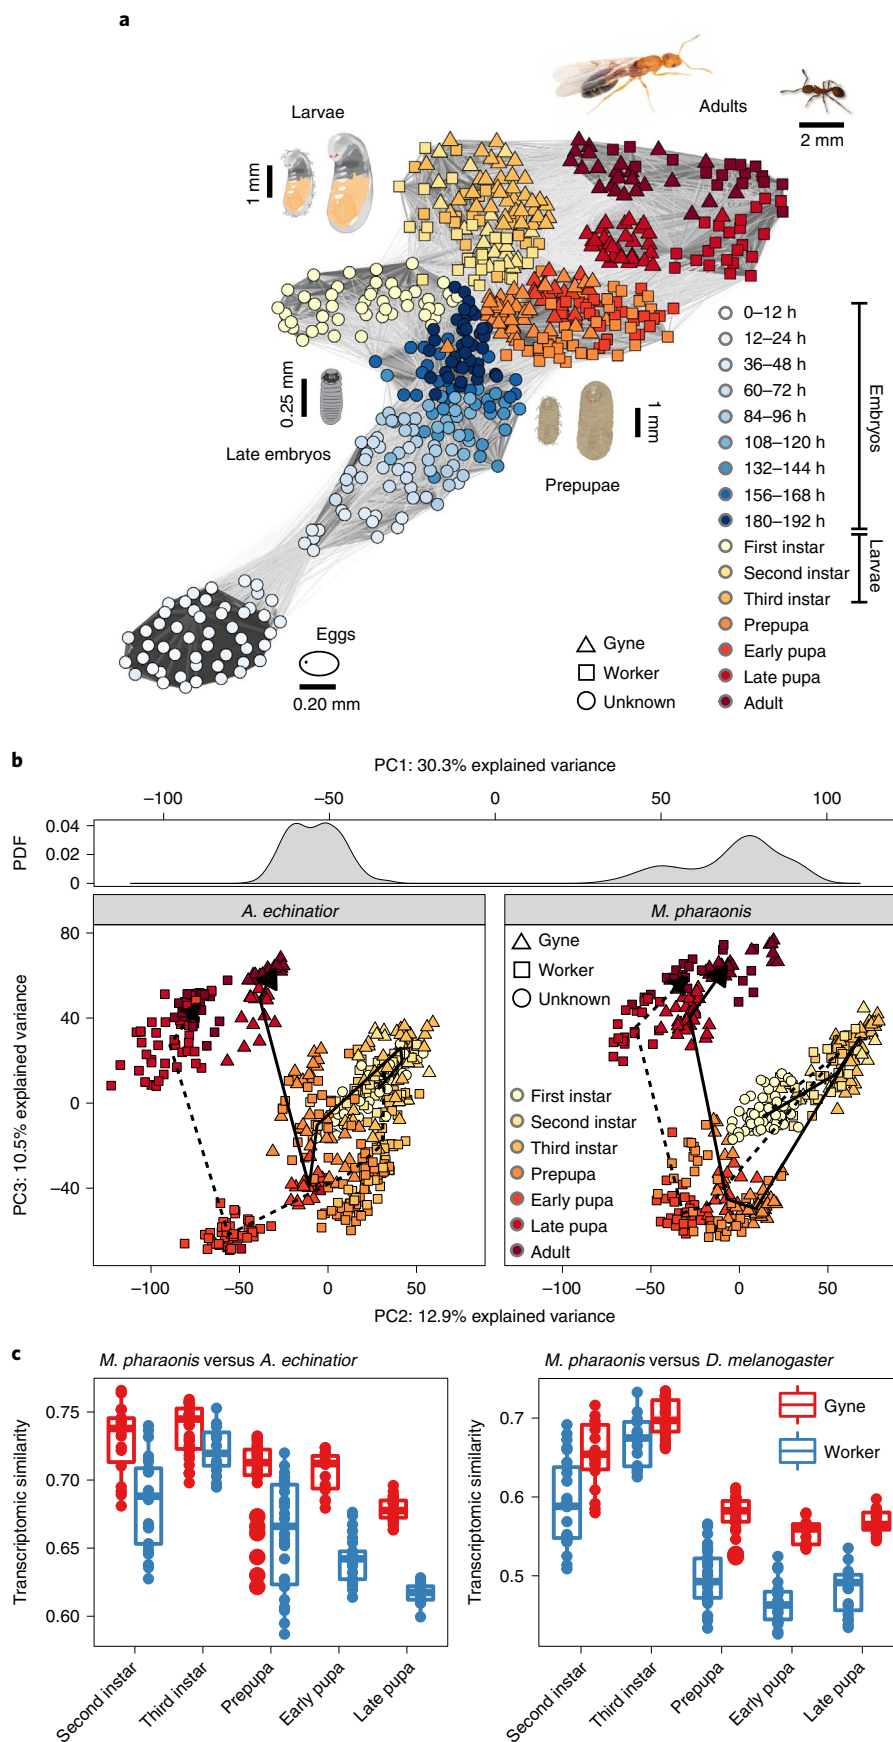 a
Adults
2 mm
Larvae
1 mm
0.25 mm
Late embryos
1 mm
Prepupae
Eggs
0.20 mm
Gyne
Worker
Unknown
0–12 h
12–24 h
36–48 h
60–72 h
84–96 h
108–120 h
132–144 h
156–168 h
180–192 h
First instar
Second instar
Third instar
Prepupa
Early pupa
Late pupa
Adult
Embryos
Larvae
b
PC1: 30.3% explained variance
–100 –50 0 50 100
PDF
0.04
0.02
0
A. echinatior
M. pharaonis
PC3: 10.5% explained variance
80
40
0
–40
Gyne
Worker
Unknown
First instar
Second instar
Third instar
Prepupa
Early pupa
Late pupa
Adult
–100 –50 0 50
–100 –50 0 50
PC2: 12.9% explained variance
c
M. pharaonis versus A. echinatior
Transcriptomic similarity
0.75
0.70
0.65
0.60
Second instar
Third instar
Prepupa
Early pupa
Late pupa
M. pharaonis versus D. melanogaster
Transcriptomic similarity
0.7
0.6
0.5
Gyne
Worker
Second instar
Third instar
Prepupa
Early pupa
Late pupa